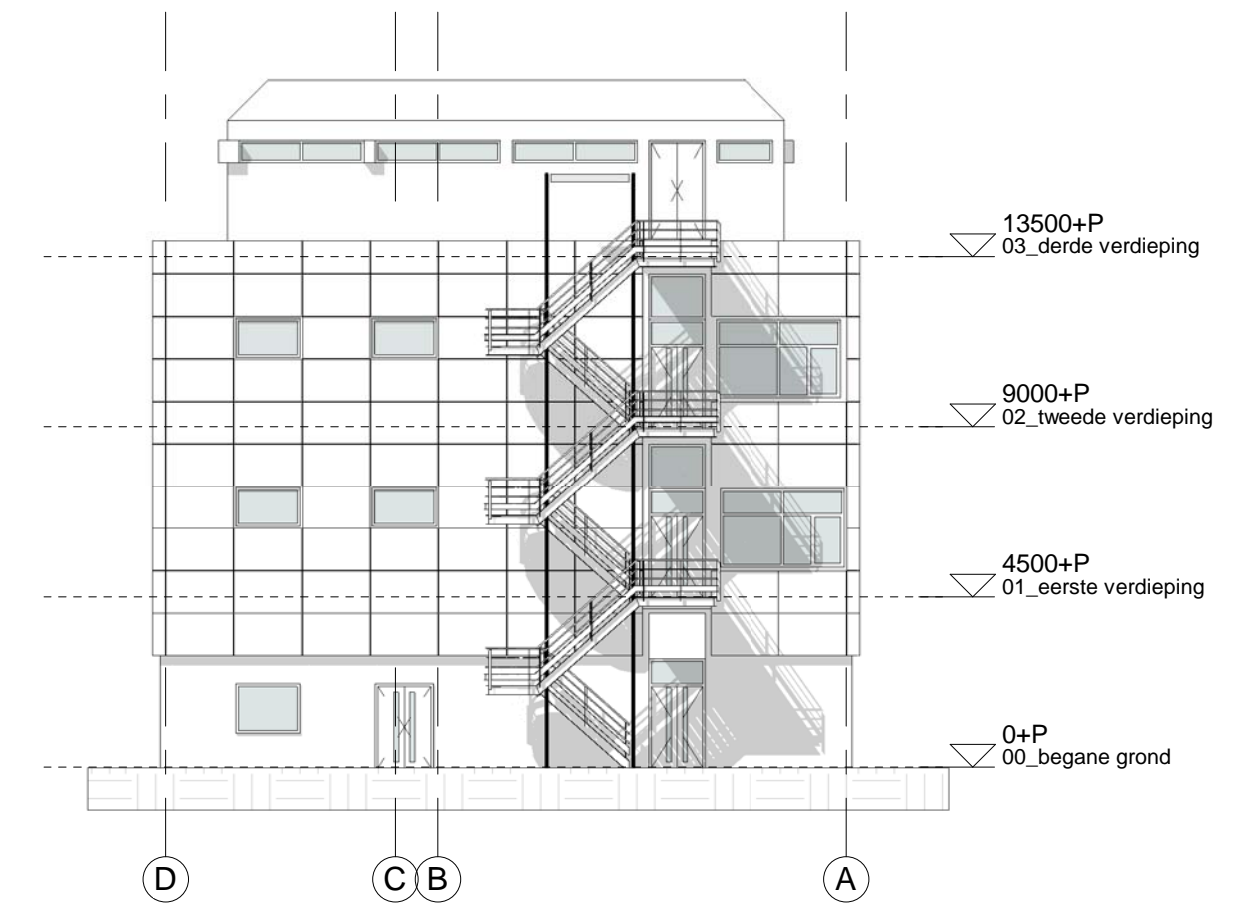 13500+P
03_derde verdieping
9000+P
02_tweede verdieping
4500+P
01_eerste verdieping
0+P
00_begane grond
D
C
B
A